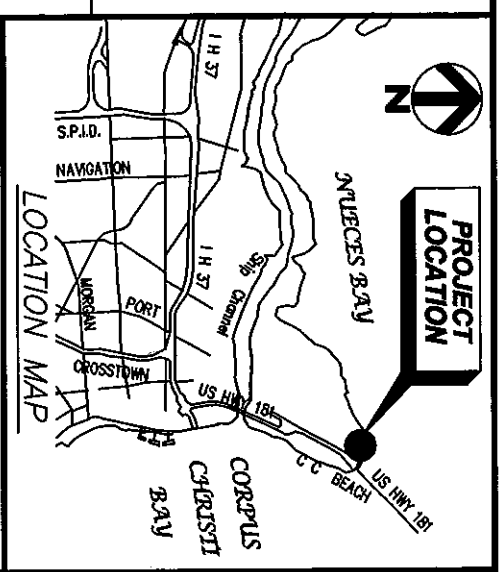 PROJECT
LOCATION
N
NUECES BAY
I H 37
S.P.I.D.
NAVIGATION
Ship Channel
I H 37
MORGAN
PORT
CROSSTOWN
US HWY 181
C C BEACH
US HWY 181
CORPUS
CHRISTI
BAY
LOCATION MAP